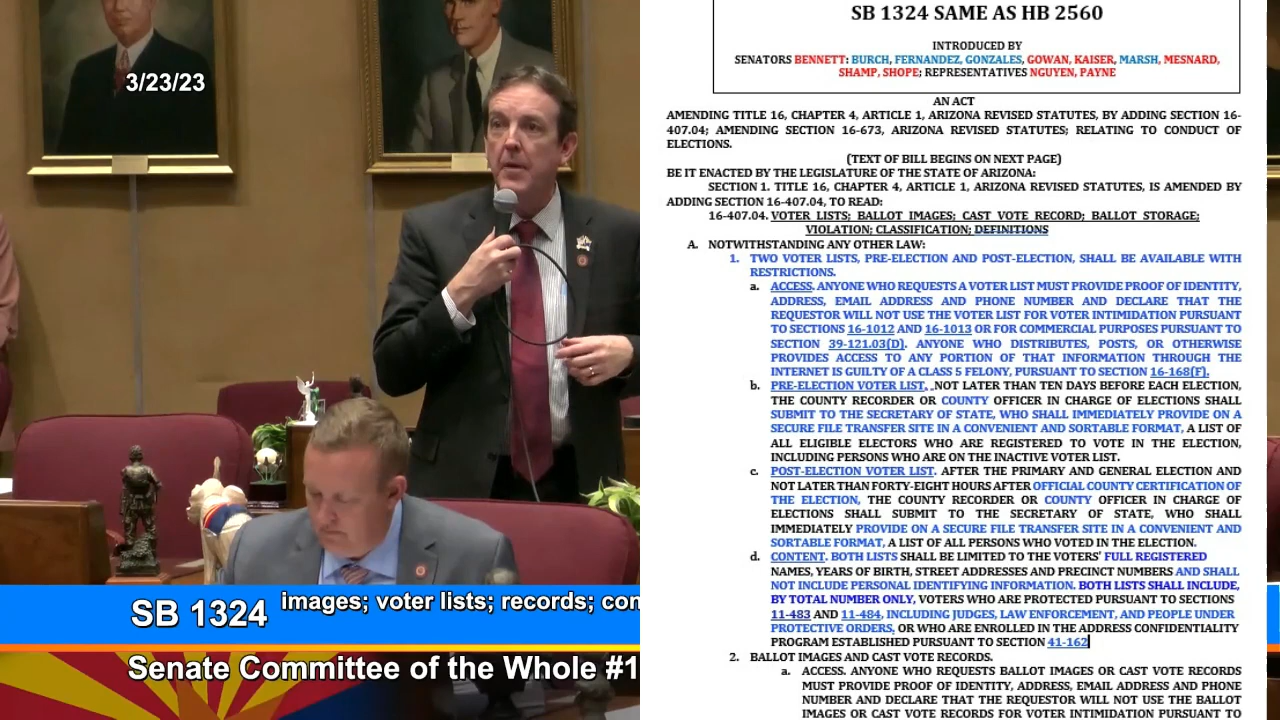 3/23/23
SB 1324
images; voter lists; records; con
Senate Committee of the Whole #1
SB 1324 SAME AS HB 2560
INTRODUCED BY
SENATORS BENNETT: BURCH, FERNANDEZ, GONZALES, GOWAN, KAISER, MARSH, MESNARD,
SHAMP, SHOPE; REPRESENTATIVES NGUYEN, PAYNE
AN ACT
AMENDING TITLE 16, CHAPTER 4, ARTICLE 1, ARIZONA REVISED STATUTES, BY ADDING SECTION 16-
407.04; AMENDING SECTION 16-673, ARIZONA REVISED STATUTES; RELATING TO CONDUCT OF
ELECTIONS.
(TEXT OF BILL BEGINS ON NEXT PAGE)
BE IT ENACTED BY THE LEGISLATURE OF THE STATE OF ARIZONA:
SECTION 1. TITLE 16, CHAPTER 4, ARTICLE 1, ARIZONA REVISED STATUTES, IS AMENDED BY
ADDING SECTION 16-407.04, TO READ:
16-407.04. VOTER LISTS; BALLOT IMAGES; CAST VOTE RECORD; BALLOT STORAGE;
VIOLATION; CLASSIFICATION; DEFINITIONS
A. NOTWITHSTANDING ANY OTHER LAW:
1. TWO VOTER LISTS, PRE-ELECTION AND POST-ELECTION, SHALL BE AVAILABLE WITH
RESTRICTIONS.
a. ACCESS. ANYONE WHO REQUESTS A VOTER LIST MUST PROVIDE PROOF OF IDENTITY,
ADDRESS, EMAIL ADDRESS AND PHONE NUMBER AND DECLARE THAT THE
REQUESTOR WILL NOT USE THE VOTER LIST FOR VOTER INTIMIDATION PURSUANT
TO SECTIONS 16-1012 AND 16-1013 OR FOR COMMERCIAL PURPOSES PURSUANT TO
SECTION 39-121.03(D). ANYONE WHO DISTRIBUTES, POSTS, OR OTHERWISE
PROVIDES ACCESS TO ANY PORTION OF THAT INFORMATION THROUGH THE
INTERNET IS GUILTY OF A CLASS 5 FELONY, PURSUANT TO SECTION 16-168(F).
b. PRE-ELECTION VOTER LIST. NOT LATER THAN TEN DAYS BEFORE EACH ELECTION,
THE COUNTY RECORDER OR COUNTY OFFICER IN CHARGE OF ELECTIONS SHALL
SUBMIT TO THE SECRETARY OF STATE, WHO SHALL IMMEDIATELY PROVIDE ON A
SECURE FILE TRANSFER SITE IN A CONVENIENT AND SORTABLE FORMAT, A LIST OF
ALL ELIGIBLE ELECTORS WHO ARE REGISTERED TO VOTE IN THE ELECTION,
INCLUDING PERSONS WHO ARE ON THE INACTIVE VOTER LIST.
c. POST-ELECTION VOTER LIST. AFTER THE PRIMARY AND GENERAL ELECTION AND
NOT LATER THAN FORTY-EIGHT HOURS AFTER OFFICIAL COUNTY CERTIFICATION OF
THE ELECTION, THE COUNTY RECORDER OR COUNTY OFFICER IN CHARGE OF
ELECTIONS SHALL SUBMIT TO THE SECRETARY OF STATE, WHO SHALL
IMMEDIATELY PROVIDE ON A SECURE FILE TRANSFER SITE IN A CONVENIENT AND
SORTABLE FORMAT, A LIST OF ALL PERSONS WHO VOTED IN THE ELECTION.
d. CONTENT. BOTH LISTS SHALL BE LIMITED TO THE VOTERS' FULL REGISTERED
NAMES, YEARS OF BIRTH, STREET ADDRESSES AND PRECINCT NUMBERS AND SHALL
NOT INCLUDE PERSONAL IDENTIFYING INFORMATION. BOTH LISTS SHALL INCLUDE,
BY TOTAL NUMBER ONLY, VOTERS WHO ARE PROTECTED PURSUANT TO SECTIONS
11-483 AND 11-484, INCLUDING JUDGES, LAW ENFORCEMENT, AND PEOPLE UNDER
PROTECTIVE ORDERS. OR WHO ARE ENROLLED IN THE ADDRESS CONFIDENTIALITY
PROGRAM ESTABLISHED PURSUANT TO SECTION 41-162
2. BALLOT IMAGES AND CAST VOTE RECORDS.
a. ACCESS. ANYONE WHO REQUESTS BALLOT IMAGES OR CAST VOTE RECORDS
MUST PROVIDE PROOF OF IDENTITY, ADDRESS, EMAIL ADDRESS AND PHONE
NUMBER AND DECLARE THAT THE REQUESTOR WILL NOT USE THE BALLOT
IMAGES OR CAST VOTE RECORDS FOR VOTER INTIMIDATION PURSUANT TO